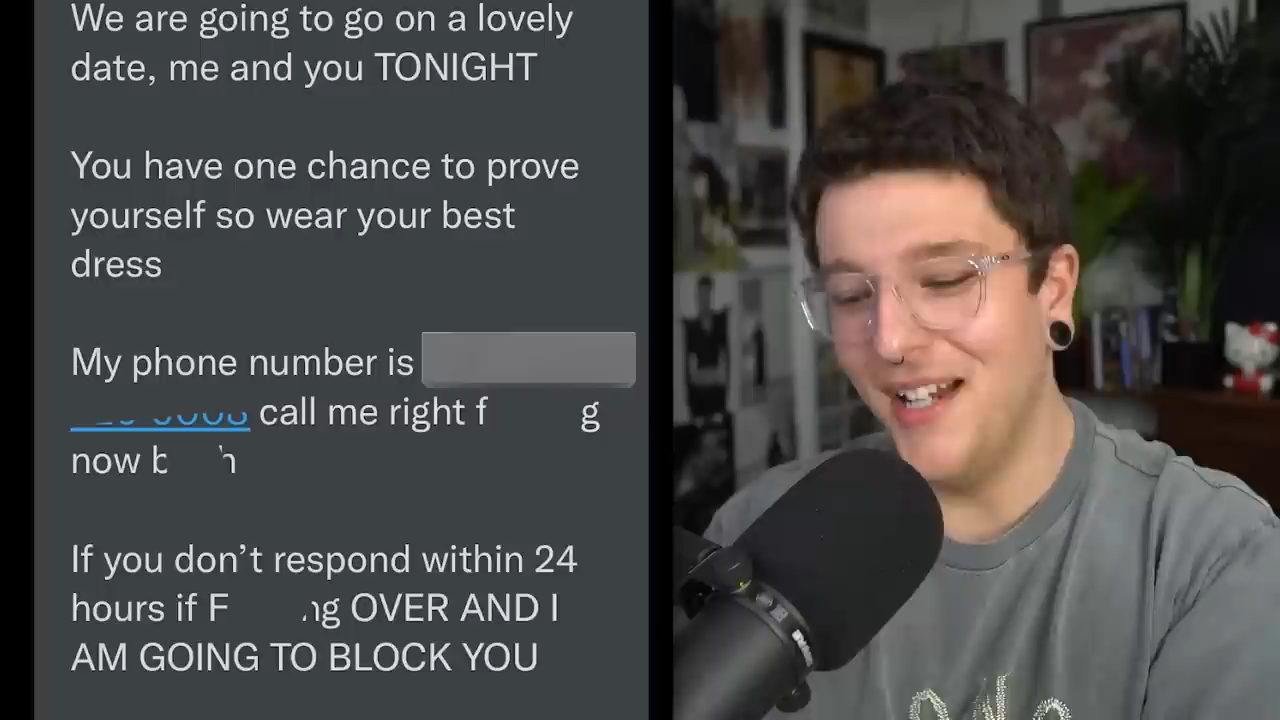 We are going to go on a lovely
date, me and you TONIGHT
You have one chance to prove
yourself so wear your best
dress
My phone number is
call me right f g
now b h
If you don’t respond within 24
hours if F ng OVER AND I
AM GOING TO BLOCK YOU